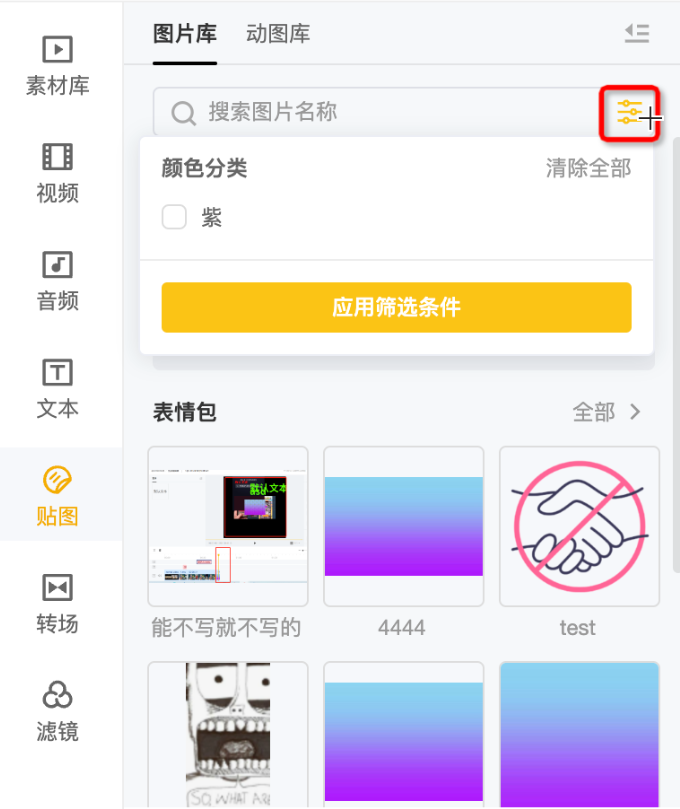 图片库
动图库
素材库
搜索图片名称
颜色分类
清除全部
视频
紫
音频
应用筛选条件
文本
表情包
全部
默认文本
贴图
能不写就不写的
4444
test
转场
滤镜
SO WHAT ARE